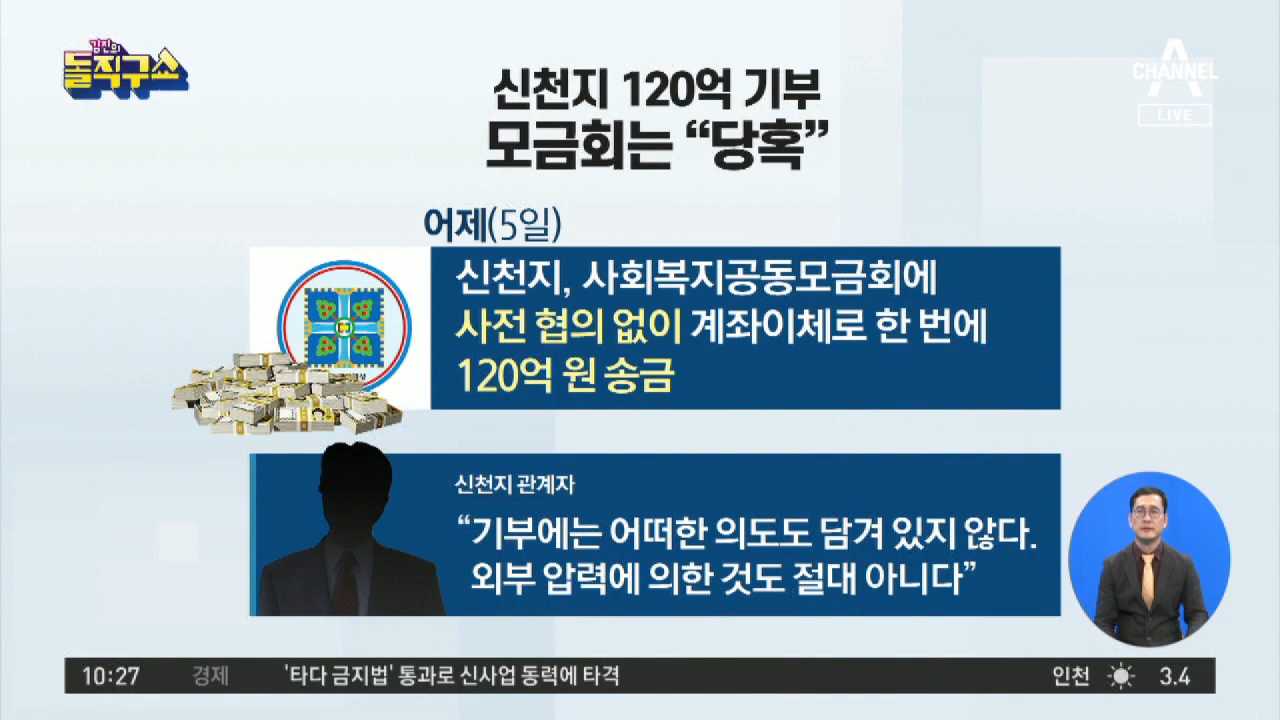 김진의
돌직구쇼
CHANNEL A
LIVE
신천지 120억 기부
모금회는 “당혹”
어제(5일)
신천지, 사회복지공동모금회에
사전 협의 없이 계좌이체로 한 번에
120억 원 송금
신천지 관계자
“기부에는 어떠한 의도도 담겨 있지 않다.
외부 압력에 의한 것도 절대 아니다”
10:27 경제 '타다 금지법' 통과로 신사업 동력에 타격 인천 3.4